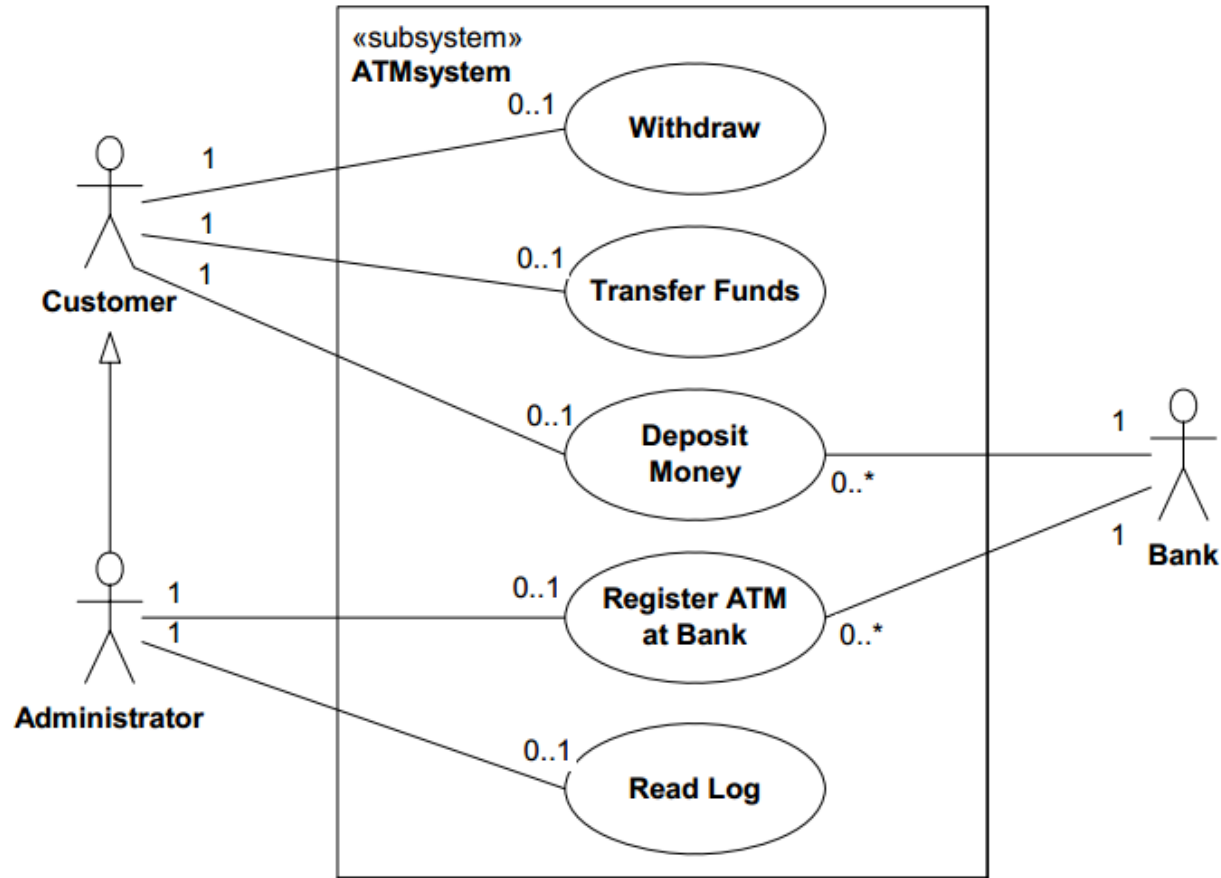 «subsystem»
ATMsystem
0..1
Withdraw
1
1
0..1
Transfer Funds
1
Customer
0..1
Deposit
Money
1
0..*
1
0..1
Register ATM
at Bank
1
Bank
1
0..*
Administrator
0..1
Read Log